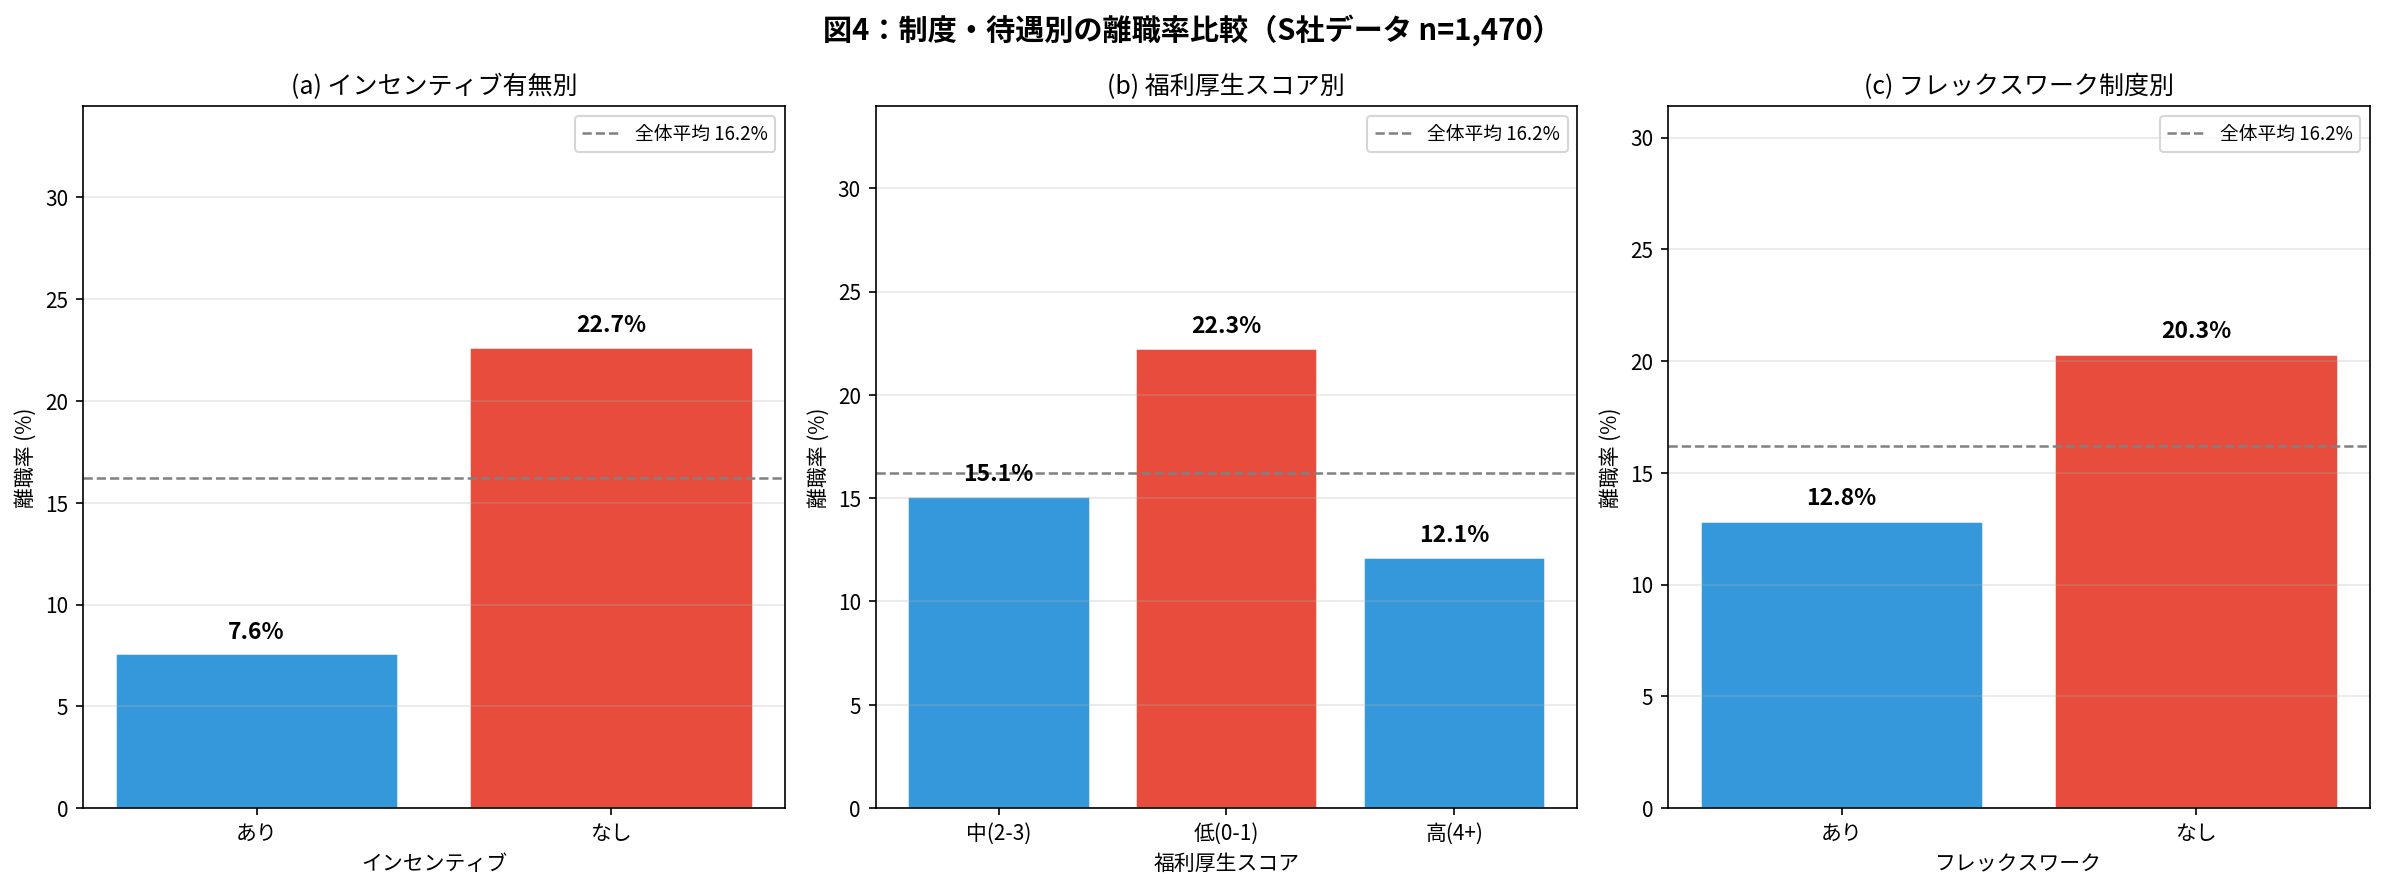 図4：制度・待遇別の離職率比較（S社データ n=1,470）
(a) インセンティブ有無別
全体平均 16.2%
離職率 (%)
30
25
20
15
10
5
0
22.7%
7.6%
あり
なし
インセンティブ
(b) 福利厚生スコア別
全体平均 16.2%
離職率 (%)
30
25
20
15
10
5
0
15.1%
22.3%
12.1%
中(2-3)
低(0-1)
高(4+)
福利厚生スコア
(c) フレックスワーク制度別
全体平均 16.2%
離職率 (%)
30
25
20
15
10
5
0
12.8%
20.3%
あり
なし
フレックスワーク